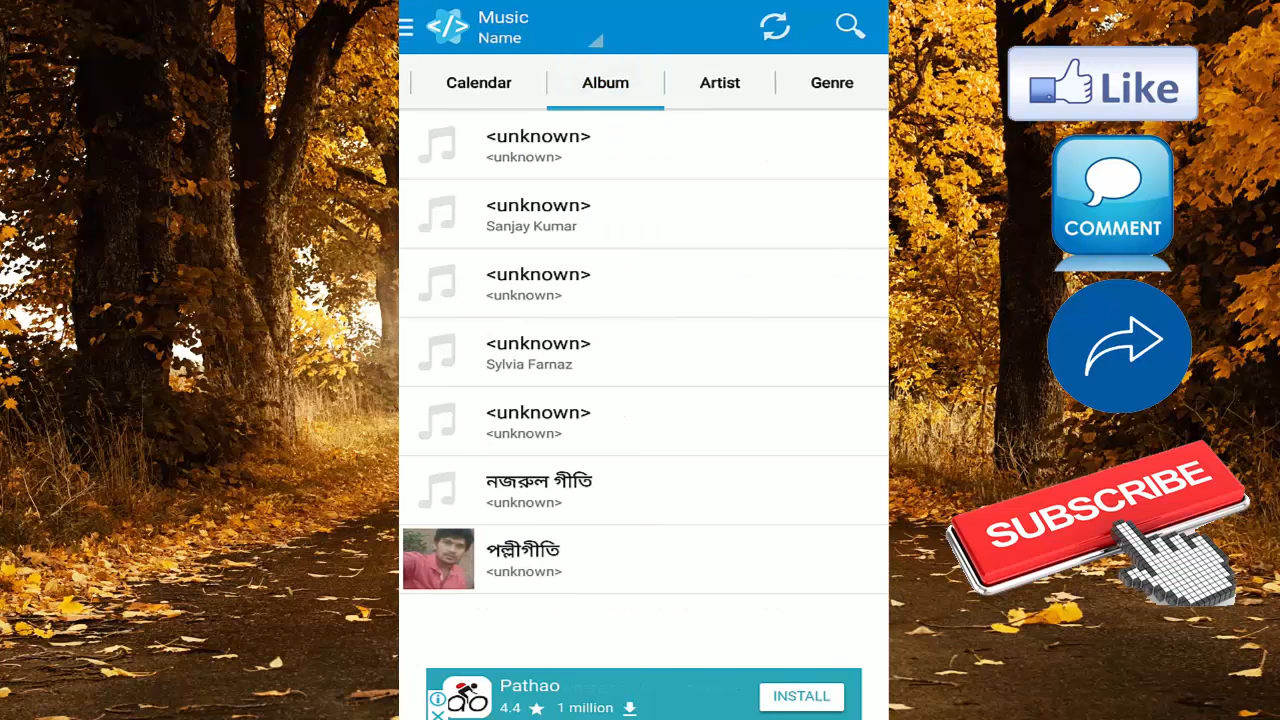 Music
Name
Calendar
Album
Artist
Genre
<unknown>
<unknown>
<unknown>
Sanjay Kumar
<unknown>
<unknown>
<unknown>
Sylvia Farnaz
<unknown>
<unknown>
নজরুল গীতি
<unknown>
পল্লীগীতি
<unknown>
Pathao
4.4
1 million
INSTALL
Like
COMMENT
SUBSCRIBE